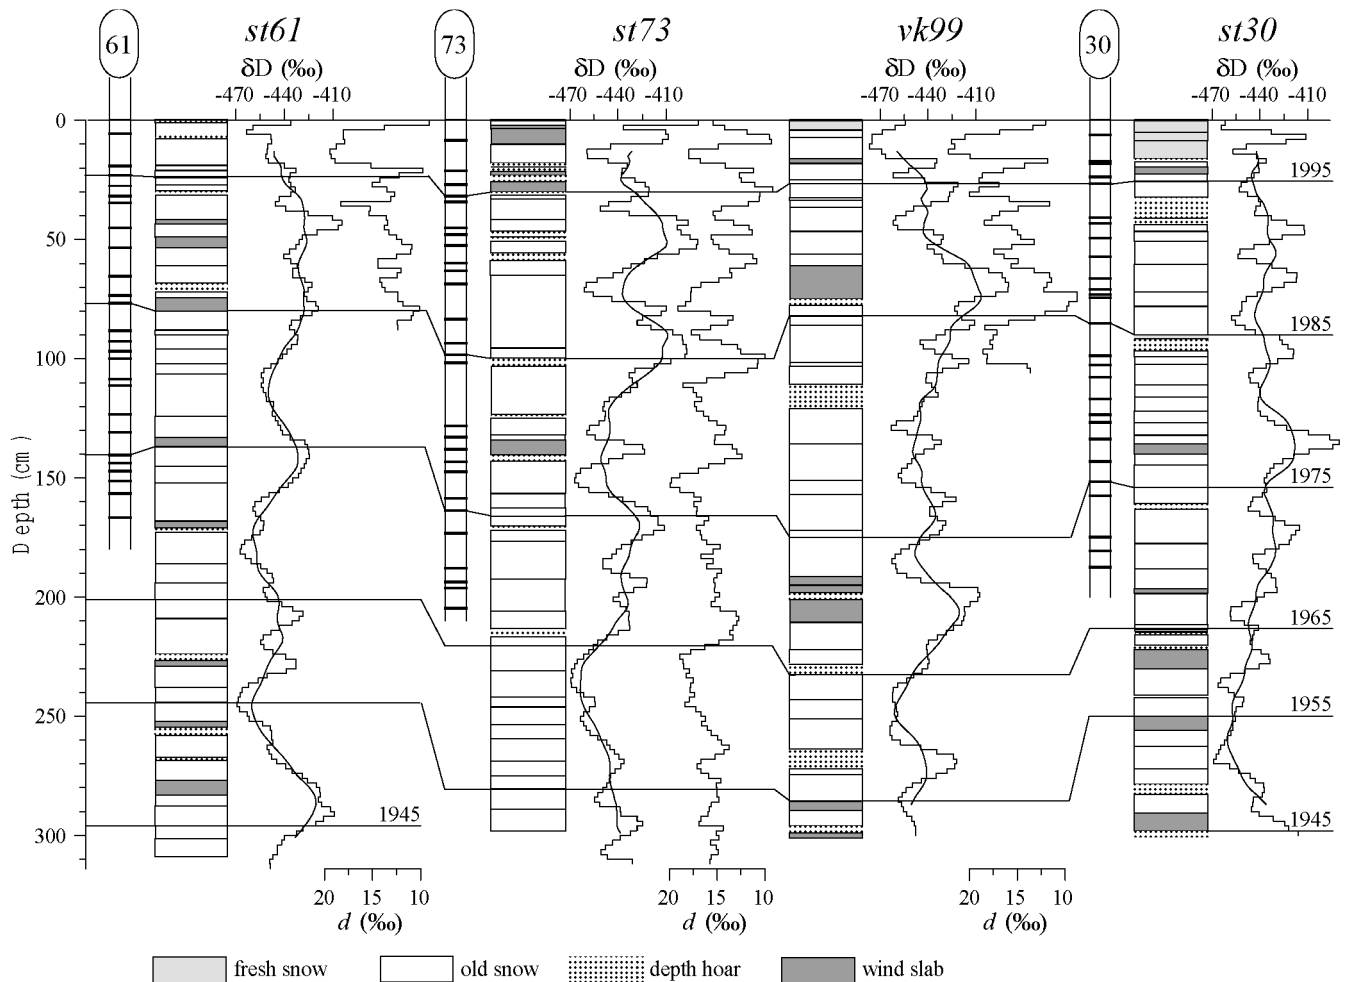 st61 st73 vk99 st30
61 73 30
δD (‰) δD (‰) δD (‰) δD (‰)
-470 -440 -410 -470 -440 -410 -470 -440 -410 -470 -440 -410
0
1995
50
1985
100
150
1975
200
1965
1955
250
1945 1945
300
Depth (cm)
20 15 10 20 15 10 20 15 10
d (‰) d (‰) d (‰)
fresh snow old snow depth hoar wind slab